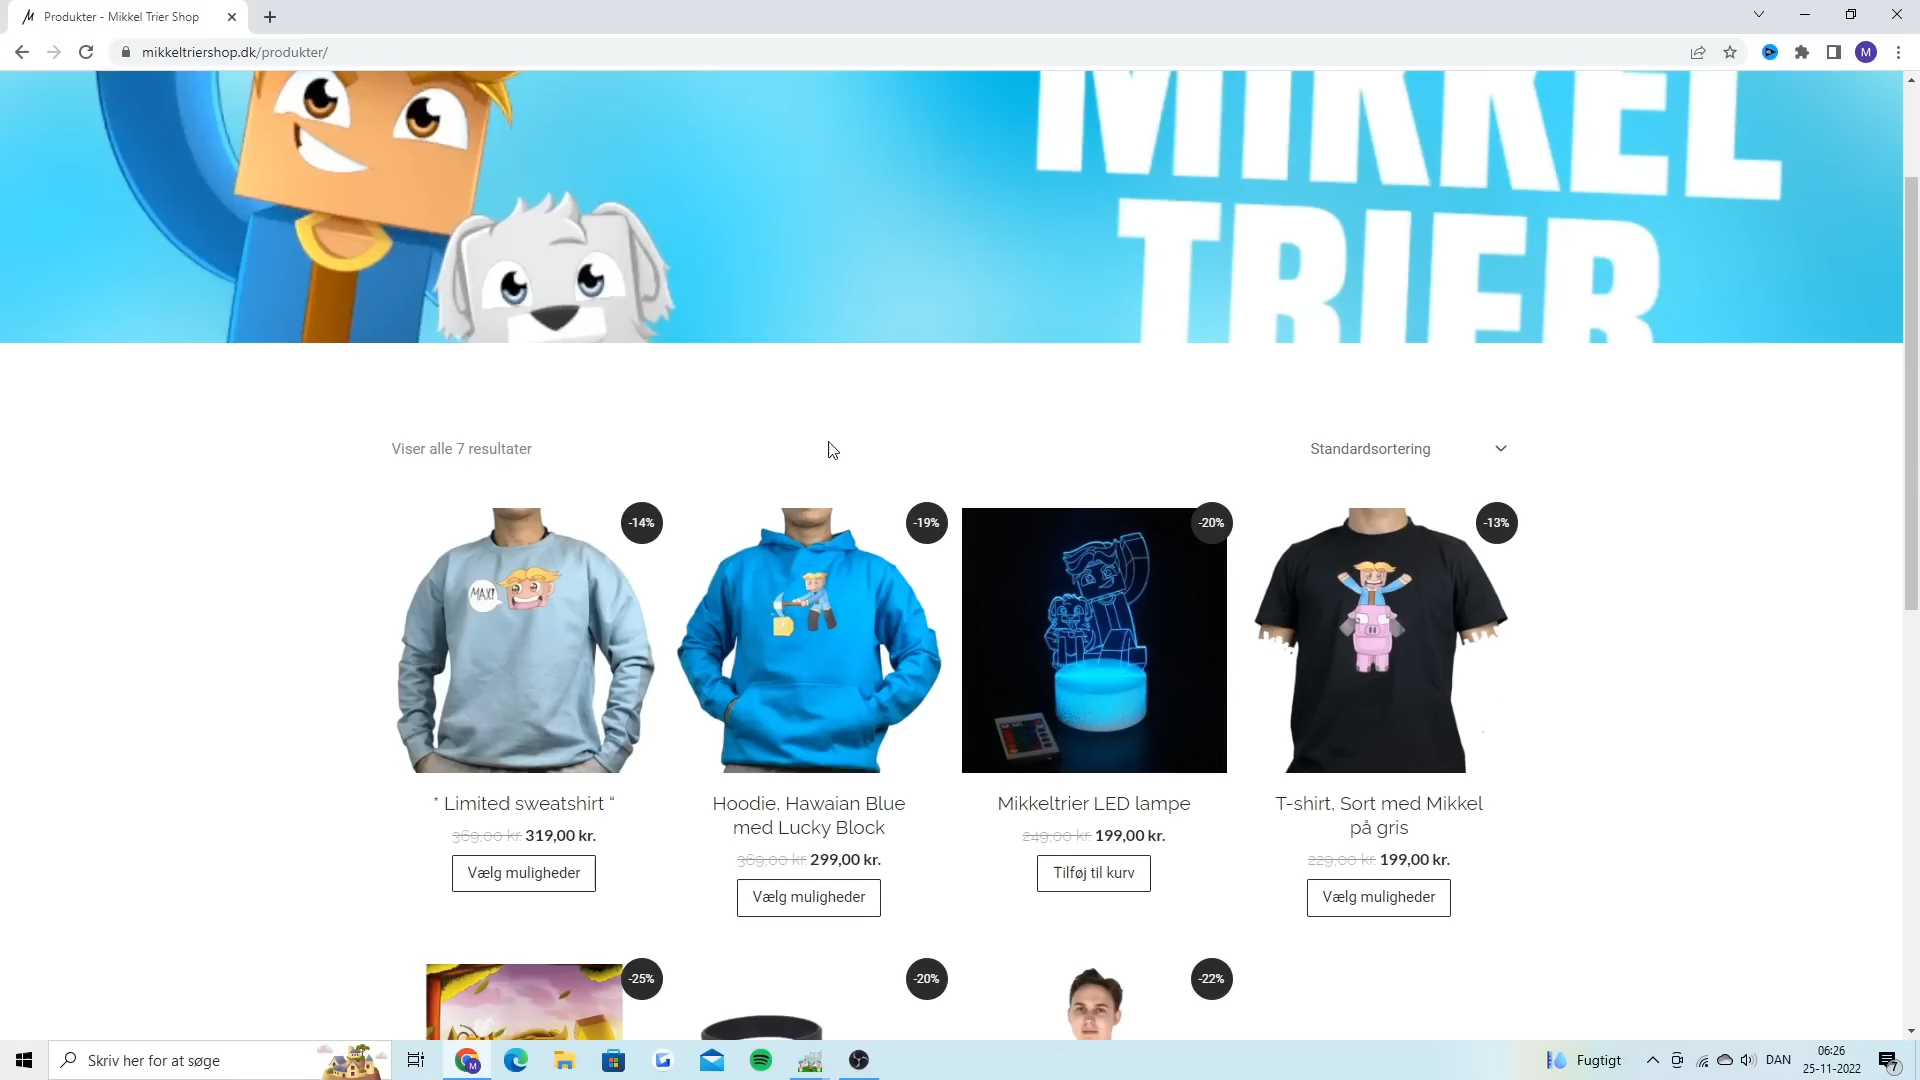 Produkter - Mikkel Trier Shop
mikkeltriershop.dk/produkter/
M
MIKKEL
TRIER
Viser alle 7 resultater
Standardsortering
-14%
-19%
-20%
-13%
MAX!
* Limited sweatshirt “
369,00 kr. 319,00 kr.
Vælg muligheder
Hoodie, Hawaian Blue
med Lucky Block
369,00 kr. 299,00 kr.
Vælg muligheder
Mikkeltrier LED lampe
249,00 kr. 199,00 kr.
Tilføj til kurv
T-shirt, Sort med Mikkel
på gris
229,00 kr. 199,00 kr.
Vælg muligheder
-25%
-20%
-22%
Skriv her for at søge
M
Fugtigt
DAN
06:26
25-11-2022
7